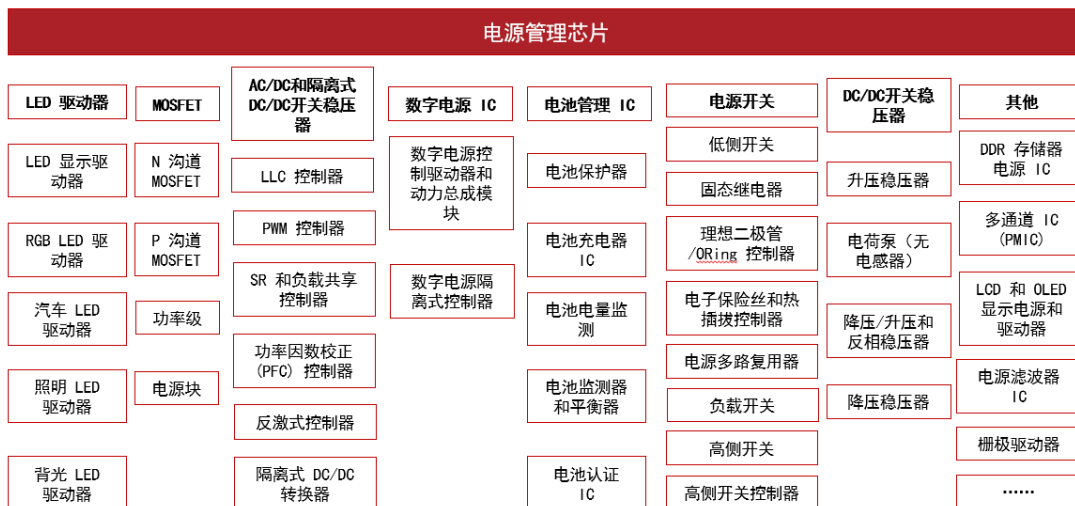 电源管理芯片
LED 驱动器
LED 显示驱
动器
RGB LED 驱
动器
汽车 LED
驱动器
照明 LED
驱动器
背光 LED
驱动器
MOSFET
N 沟道
MOSFET
P 沟道
MOSFET
功率级
电源块
AC/DC和隔离式
DC/DC开关稳压
器
LLC 控制器
PWM 控制器
SR 和负载共享
控制器
功率因数校正
(PFC) 控制器
反激式控制器
隔离式 DC/DC
转换器
数字电源 IC
数字电源控
制驱动器和
动力总成模
块
数字电源隔
离式控制器
电池管理 IC
电池保护器
电池充电器
IC
电池电量监
测
电池监测器
和平衡器
电池认证
IC
电源开关
低侧开关
固态继电器
理想二极管
/ORing 控制器
电子保险丝和热
插拔控制器
电源多路复用器
负载开关
高侧开关
高侧开关控制器
DC/DC开关稳
压器
升压稳压器
电荷泵（无
电感器）
降压/升压和
反相稳压器
降压稳压器
其他
DDR 存储器
电源 IC
多通道 IC
(PMIC)
LCD 和 OLED
显示电源和
驱动器
电源滤波器
IC
栅极驱动器
……